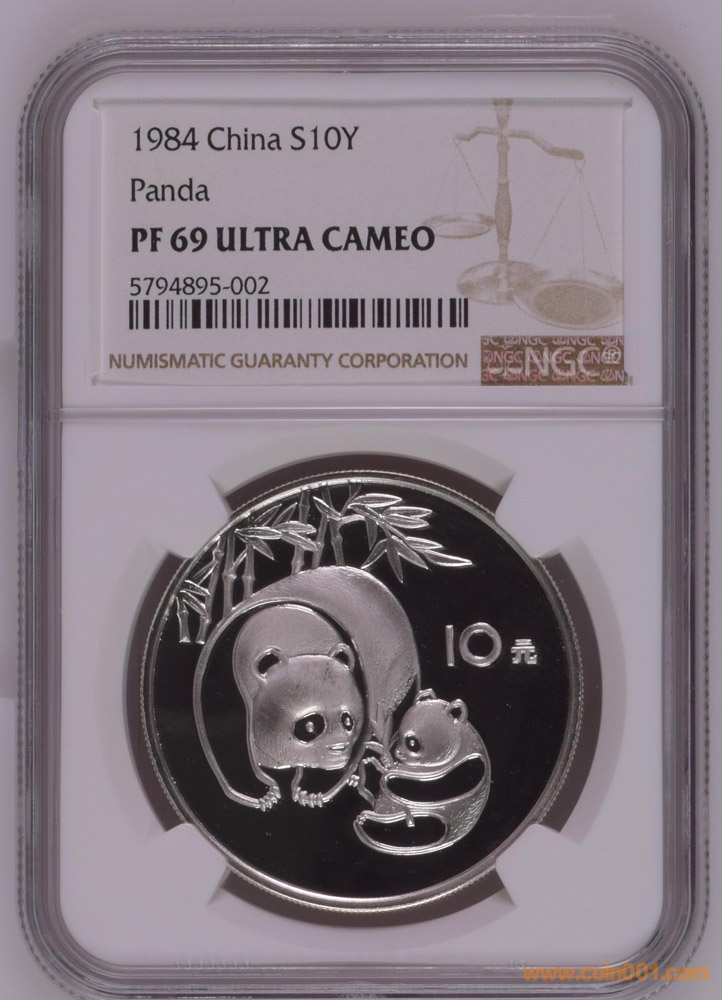 1984 China S10Y
Panda
PF 69 ULTRA CAMEO
5794895-002
NUMISMATIC GUARANTY CORPORATION
NGC®
10元
www.coin001.com